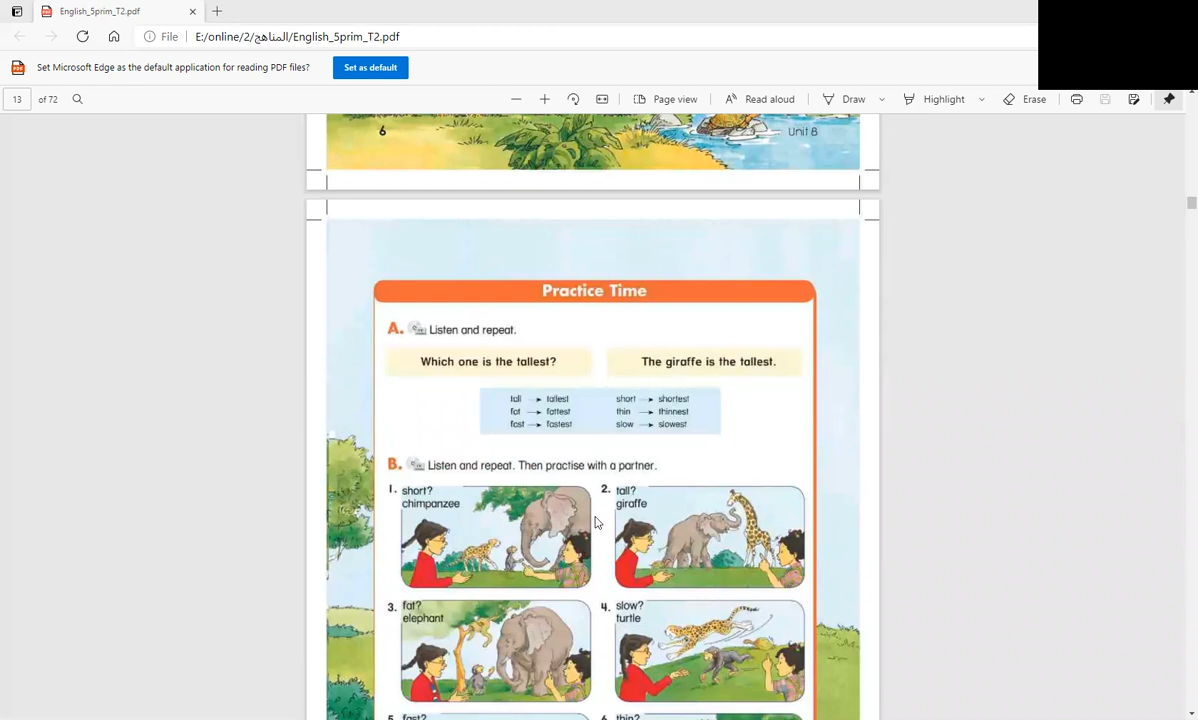 English_5prim_T2.pdf
File
E:/online/2/المناهج/English_5prim_T2.pdf
Set Microsoft Edge as the default application for reading PDF files?
Set as default
13 of 72
Page view
Read aloud
Draw
Highlight
Erase
6
Unit 8
Practice Time
A. Listen and repeat.
Which one is the tallest?
The giraffe is the tallest.
tall → tallest short → shortest
fat → fattest thin → thinnest
fast → fastest slow → slowest
B. Listen and repeat. Then practise with a partner.
1. short?
chimpanzee
2. tall?
giraffe
3. fat?
elephant
4. slow?
turtle
5. fast?
6. thin?